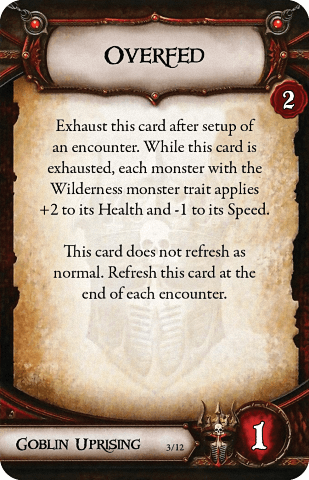 Overfed
2
Exhaust this card after setup of
an encounter. While this card is
exhausted, each monster with the
Wilderness monster trait applies
+2 to its Health and -1 to its Speed.
This card does not refresh as
normal. Refresh this card at the
end of each encounter.
Goblin Uprising
3/12
1